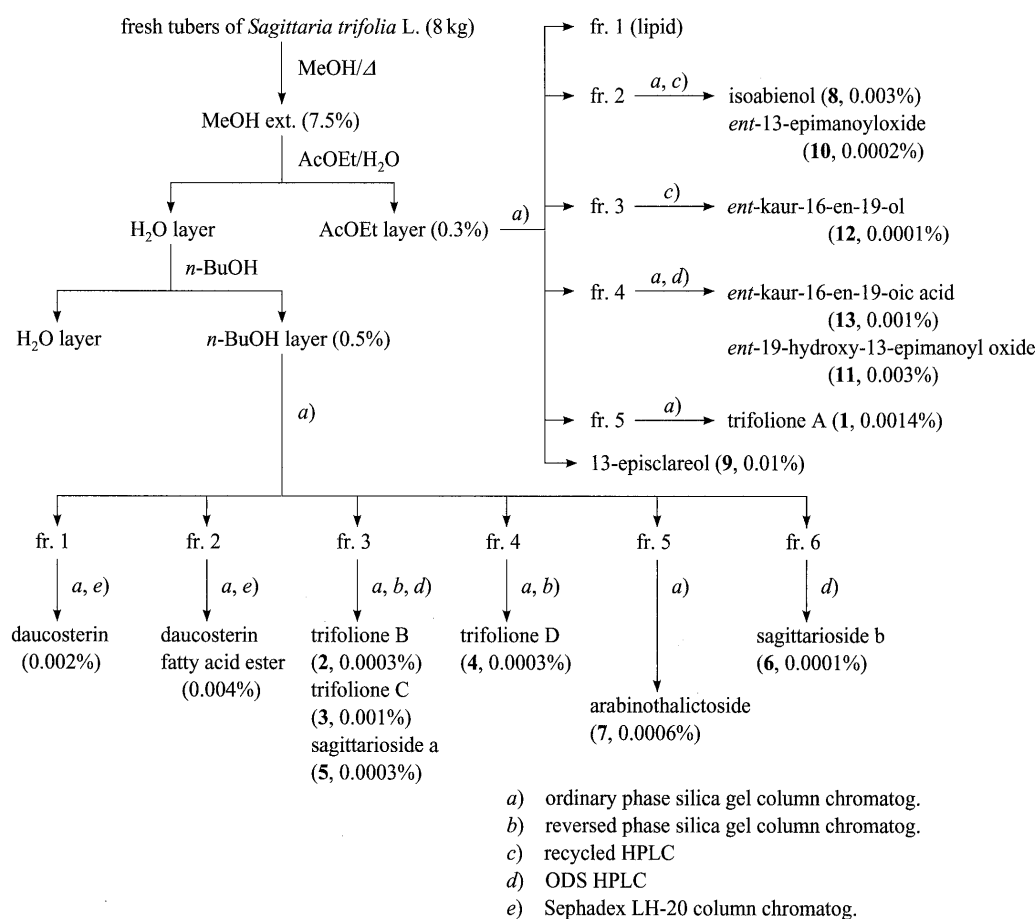 fresh tubers of Sagittaria trifolia L. (8 kg)
MeOH/Δ
MeOH ext. (7.5%)
AcOEt/H₂O
H₂O layer
AcOEt layer (0.3%)
a)
n-BuOH
H₂O layer
n-BuOH layer (0.5%)
a)
fr. 1 (lipid)
fr. 2
a, c)
isoabienol (8, 0.003%)
ent-13-epimanoyloxide
(10, 0.0002%)
fr. 3
c)
ent-kaur-16-en-19-ol
(12, 0.0001%)
fr. 4
a, d)
ent-kaur-16-en-19-oic acid
(13, 0.001%)
ent-19-hydroxy-13-epimanoyl oxide
(11, 0.003%)
fr. 5
a)
trifolione A (1, 0.0014%)
13-episclareol (9, 0.01%)
fr. 1
a, e)
daucosterin
(0.002%)
fr. 2
a, e)
daucosterin
fatty acid ester
(0.004%)
fr. 3
a, b, d)
trifolione B
(2, 0.0003%)
trifolione C
(3, 0.001%)
sagittarioside a
(5, 0.0003%)
fr. 4
a, b)
trifolione D
(4, 0.0003%)
fr. 5
a)
arabinothalictoside
(7, 0.0006%)
fr. 6
d)
sagittarioside b
(6, 0.0001%)
a) ordinary phase silica gel column chromatog.
b) reversed phase silica gel column chromatog.
c) recycled HPLC
d) ODS HPLC
e) Sephadex LH-20 column chromatog.